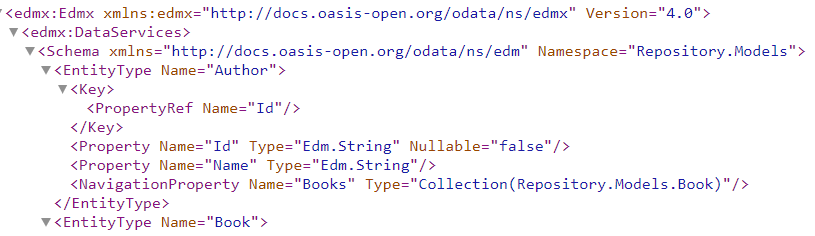 <edmx:Edmx xmlns:edmx="http://docs.oasis-open.org/odata/ns/edmx" Version="4.0">
<edmx:DataServices>
<Schema xmlns="http://docs.oasis-open.org/odata/ns/edm" Namespace="Repository.Models">
<EntityType Name="Author">
<Key>
<PropertyRef Name="Id"/>
</Key>
<Property Name="Id" Type="Edm.String" Nullable="false"/>
<Property Name="Name" Type="Edm.String"/>
<NavigationProperty Name="Books" Type="Collection(Repository.Models.Book)"/>
</EntityType>
<EntityType Name="Book">